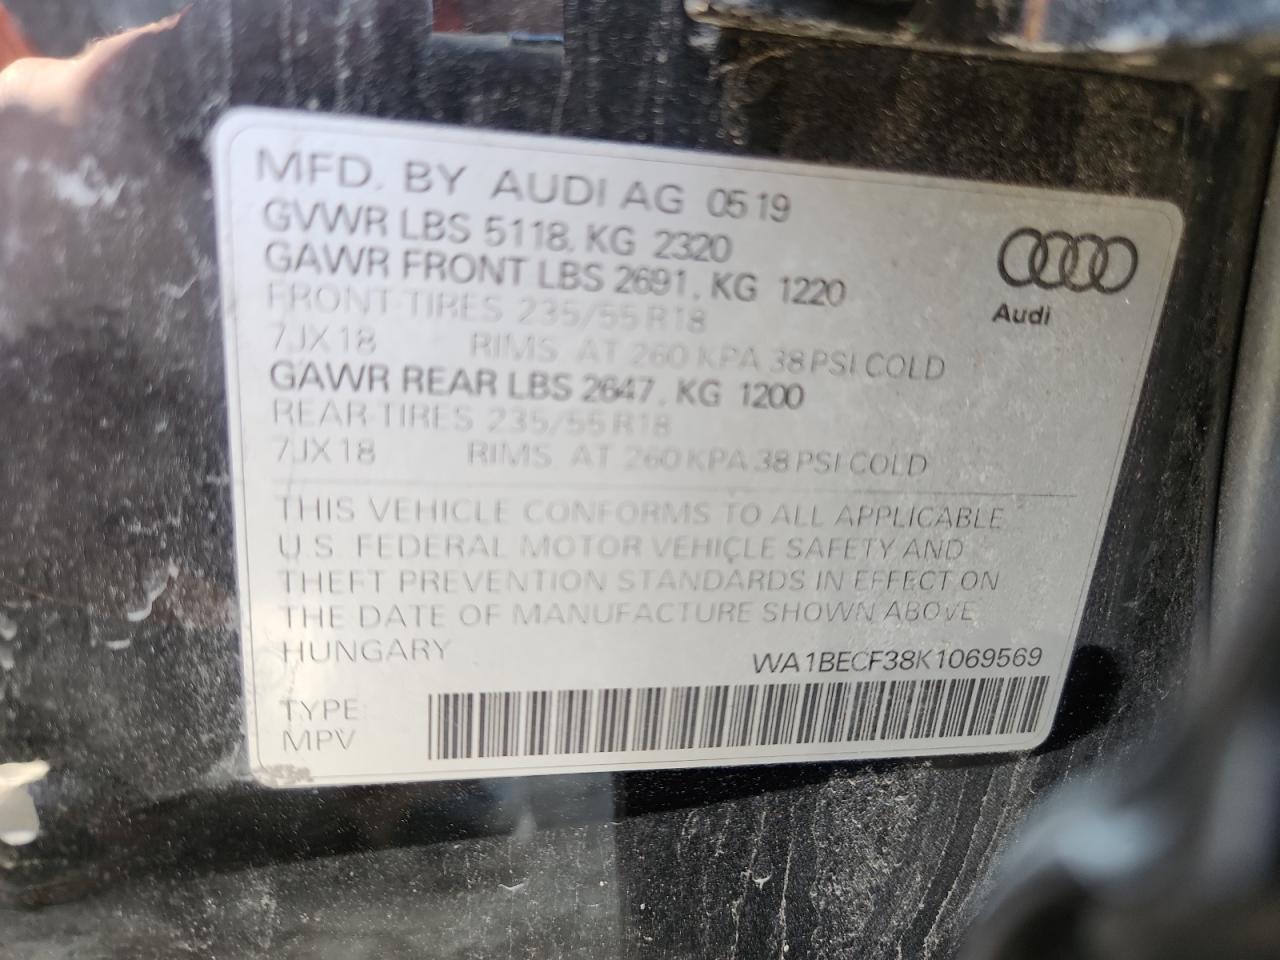 MFD. BY AUDI AG 05 19
GVWR LBS 5118, KG 2320
GAWR FRONT LBS 2691, KG 1220
FRONT-TIRES 235/55 R18
7JX18 RIMS AT 260 KPA 38 PSI COLD
GAWR REAR LBS 2647, KG 1200
REAR-TIRES 235/55 R18
7JX18 RIMS AT 260 KPA 38 PSI COLD
Audi
THIS VEHICLE CONFORMS TO ALL APPLICABLE
U.S. FEDERAL MOTOR VEHICLE SAFETY AND
THEFT PREVENTION STANDARDS IN EFFECT ON
THE DATE OF MANUFACTURE SHOWN ABOVE
HUNGARY WA1BECF38K1069569
TYPE:
MPV